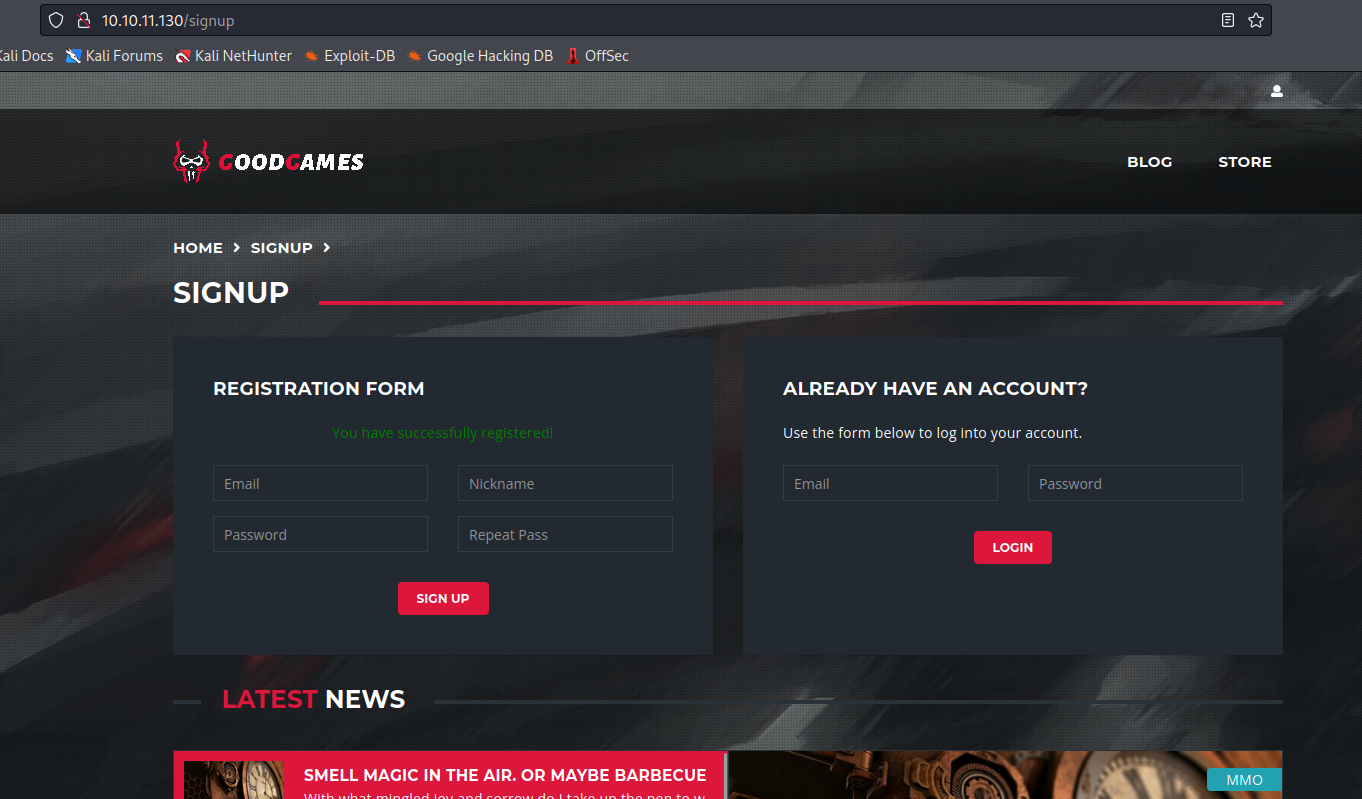 10.10.11.130/signup
Kali Docs Kali Forums Kali NetHunter Exploit-DB Google Hacking DB OffSec
GOODGAMES
BLOG STORE
HOME SIGNUP
SIGNUP
REGISTRATION FORM
You have successfully registered!
Email Nickname
Password Repeat Pass
SIGN UP
ALREADY HAVE AN ACCOUNT?
Use the form below to log into your account.
Email Password
LOGIN
LATEST NEWS
SMELL MAGIC IN THE AIR. OR MAYBE BARBECUE
With what mingled joy and sorrow do I take up the pen to w
MMO